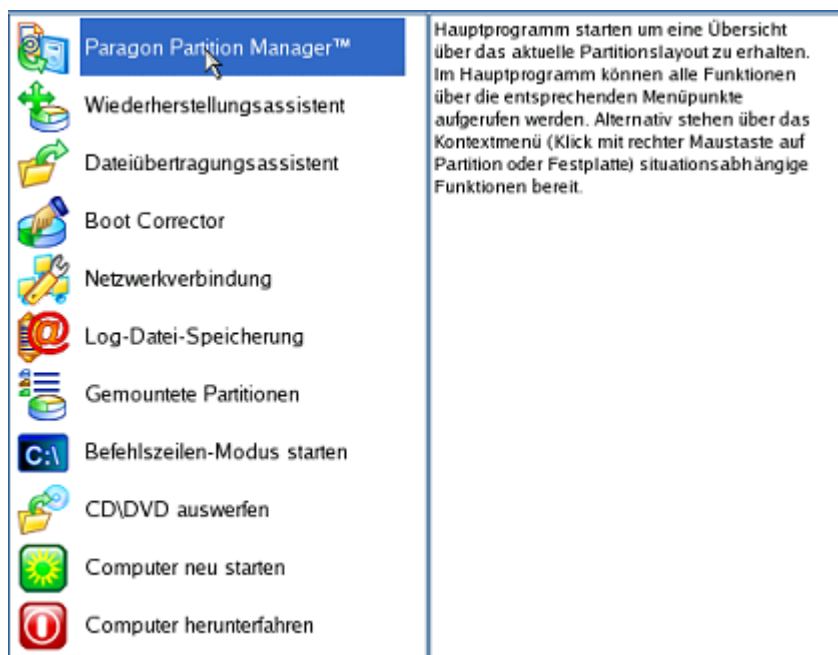 Paragon Partition Manager™
Wiederherstellungsassistent
Dateiübertragungsassistent
Boot Corrector
Netzwerkverbindung
Log-Datei-Speicherung
Gemountete Partitionen
C:\
Befehlszeilen-Modus starten
CD\DVD auswerfen
Computer neu starten
Computer herunterfahren
Hauptprogramm starten um eine Übersicht
über das aktuelle Partitionslayout zu erhalten.
Im Hauptprogramm können alle Funktionen
über die entsprechenden Menüpunkte
aufgerufen werden. Alternativ stehen über das
Kontextmenü (Klick mit rechter Maustaste auf
Partition oder Festplatte) situationsabhängige
Funktionen bereit.